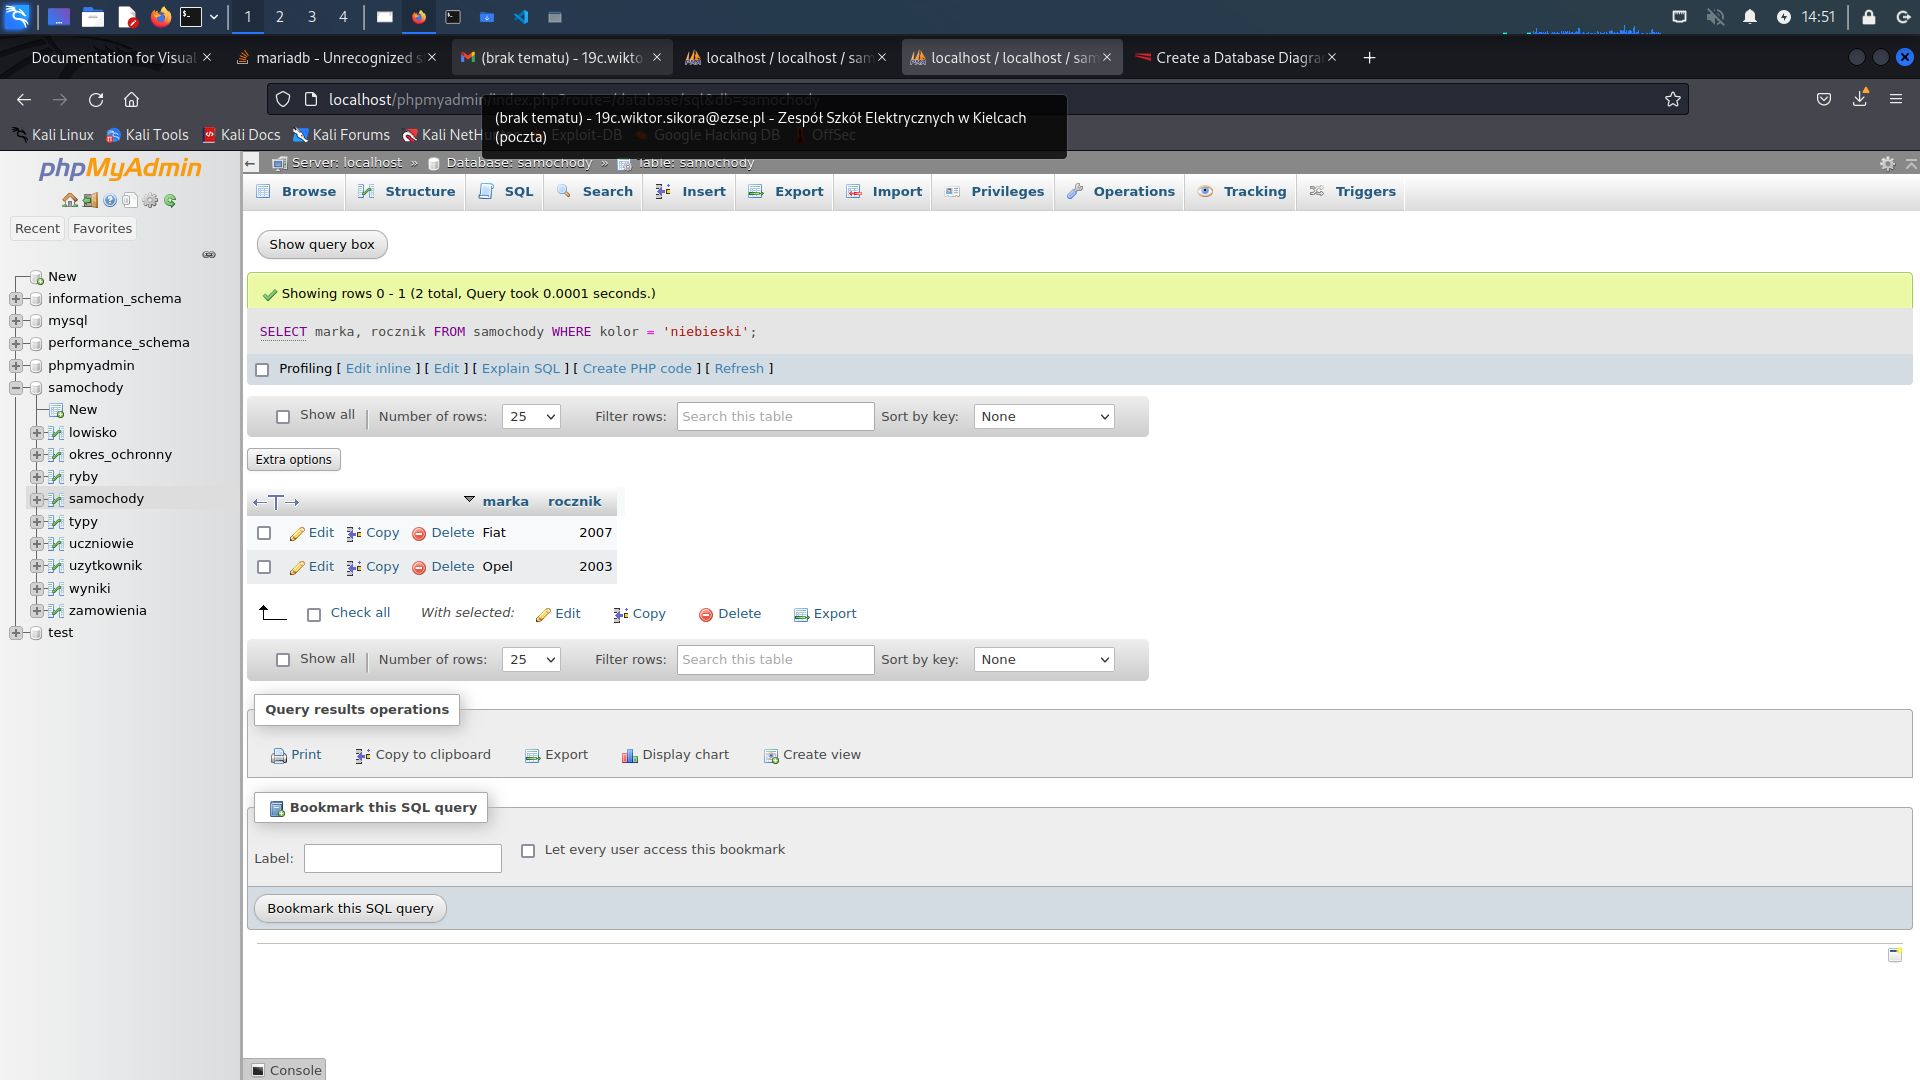 1 2 3 4 14:51
Documentation for Visual mariadb - Unrecognized s (brak tematu) - 19c.wikto localhost / localhost / sam localhost / localhost / sam Create a Database Diagra
localhost/phpmyadmin/index.php?route=/database/sql&db=samochody
(brak tematu) - 19c.wiktor.sikora@ezse.pl - Zespół Szkół Elektrycznych w Kielcach
(poczta)
Kali Linux Kali Tools Kali Docs Kali Forums Kali NetHunter Exploit-DB Google Hacking DB OffSec
phpMyAdmin
Recent Favorites
New
information_schema
mysql
performance_schema
phpmyadmin
samochody
New
lowisko
okres_ochronny
ryby
samochody
typy
uczniowie
uzytkownik
wyniki
zamowienia
test
Server: localhost » Database: samochody » Table: samochody
Browse Structure SQL Search Insert Export Import Privileges Operations Tracking Triggers
Show query box
Showing rows 0 - 1 (2 total, Query took 0.0001 seconds.)
SELECT marka, rocznik FROM samochody WHERE kolor = 'niebieski';
Profiling [ Edit inline ] [ Edit ] [ Explain SQL ] [ Create PHP code ] [ Refresh ]
Show all Number of rows: 25 Filter rows: Search this table Sort by key: None
Extra options
marka rocznik
Edit Copy Delete Fiat 2007
Edit Copy Delete Opel 2003
Check all With selected: Edit Copy Delete Export
Show all Number of rows: 25 Filter rows: Search this table Sort by key: None
Query results operations
Print Copy to clipboard Export Display chart Create view
Bookmark this SQL query
Label: Let every user access this bookmark
Bookmark this SQL query
Console